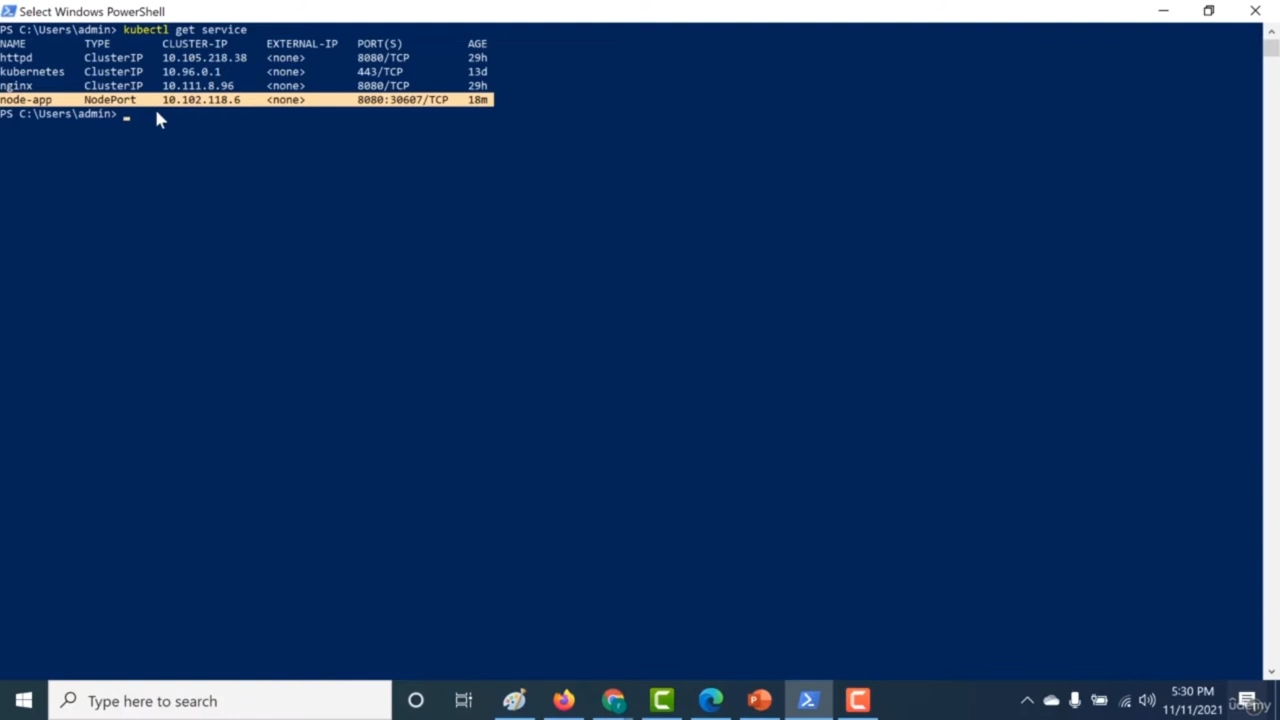 Select Windows PowerShell
PS C:\Users\admin> kubectl get service
NAME TYPE CLUSTER-IP EXTERNAL-IP PORT(S) AGE
httpd ClusterIP 10.105.218.38 <none> 8080/TCP 29h
kubernetes ClusterIP 10.96.0.1 <none> 443/TCP 13d
nginx ClusterIP 10.111.8.96 <none> 8080/TCP 29h
node-app NodePort 10.102.118.6 <none> 8080:30607/TCP 18m
PS C:\Users\admin>
Type here to search
5:30 PM
11/11/2021
udemy